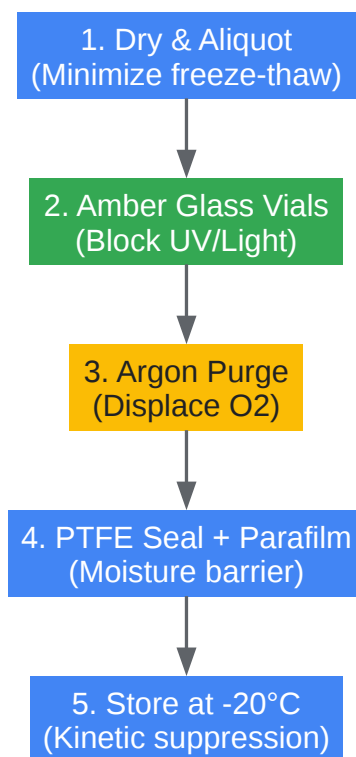 1. Dry & Aliquot
(Minimize freeze-thaw)
2. Amber Glass Vials
(Block UV/Light)
3. Argon Purge
(Displace O2)
4. PTFE Seal + Parafilm
(Moisture barrier)
5. Store at -20°C
(Kinetic suppression)